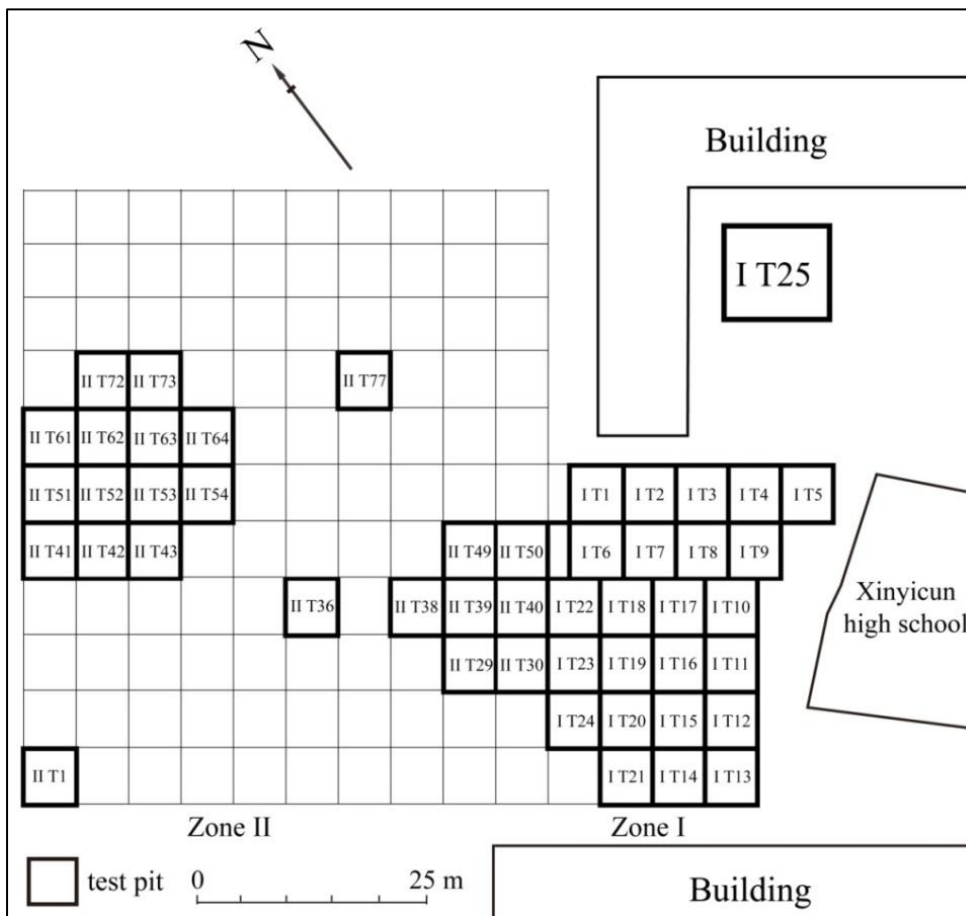 N
Building
I T25
II T72 II T73 II T77
II T61 II T62 II T63 II T64
II T51 II T52 II T53 II T54 I T1 I T2 I T3 I T4 I T5
II T41 II T42 II T43 II T49 II T50 I T6 I T7 I T8 I T9
II T36 II T38 II T39 II T40 I T22 I T18 I T17 I T10
Xinyicun
high school
II T29 II T30 I T23 I T19 I T16 I T11
I T24 I T20 I T15 I T12
II T1 I T21 I T14 I T13
Zone II Zone I
test pit 0 25 m
Building